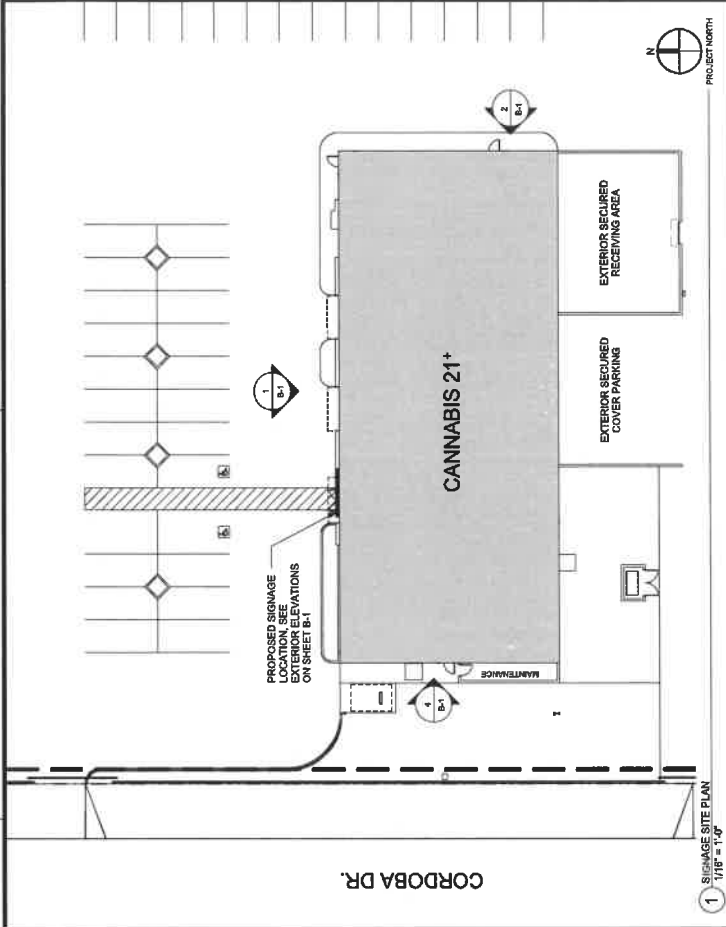 N
PROJECT NORTH
2
B-1
1
B-1
PROPOSED SIGNAGE
LOCATION, SEE
EXTERIOR ELEVATIONS
ON SHEET B-1
CANNABIS 21+
EXTERIOR SECURED
RECEIVING AREA
EXTERIOR SECURED
COVER PARKING
MAINTENANCE
4
B-1
CORDOBA DR.
1
SIGNAGE SITE PLAN
1/16" = 1'-0"